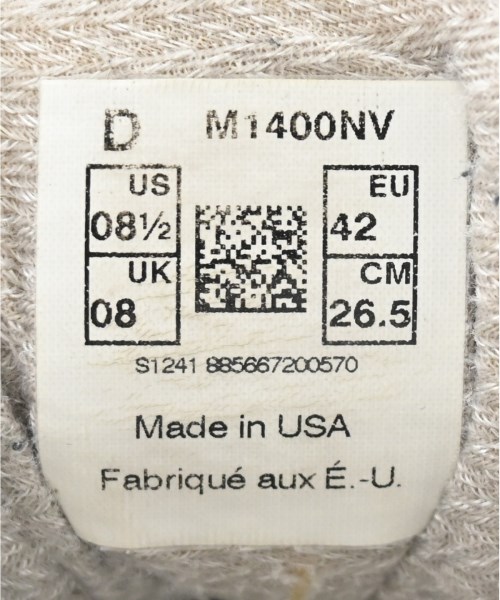 D M1400NV
US EU
08½ 42
UK CM
08 26.5
S1241 885667200570
Made in USA
Fabriqué aux É.-U.